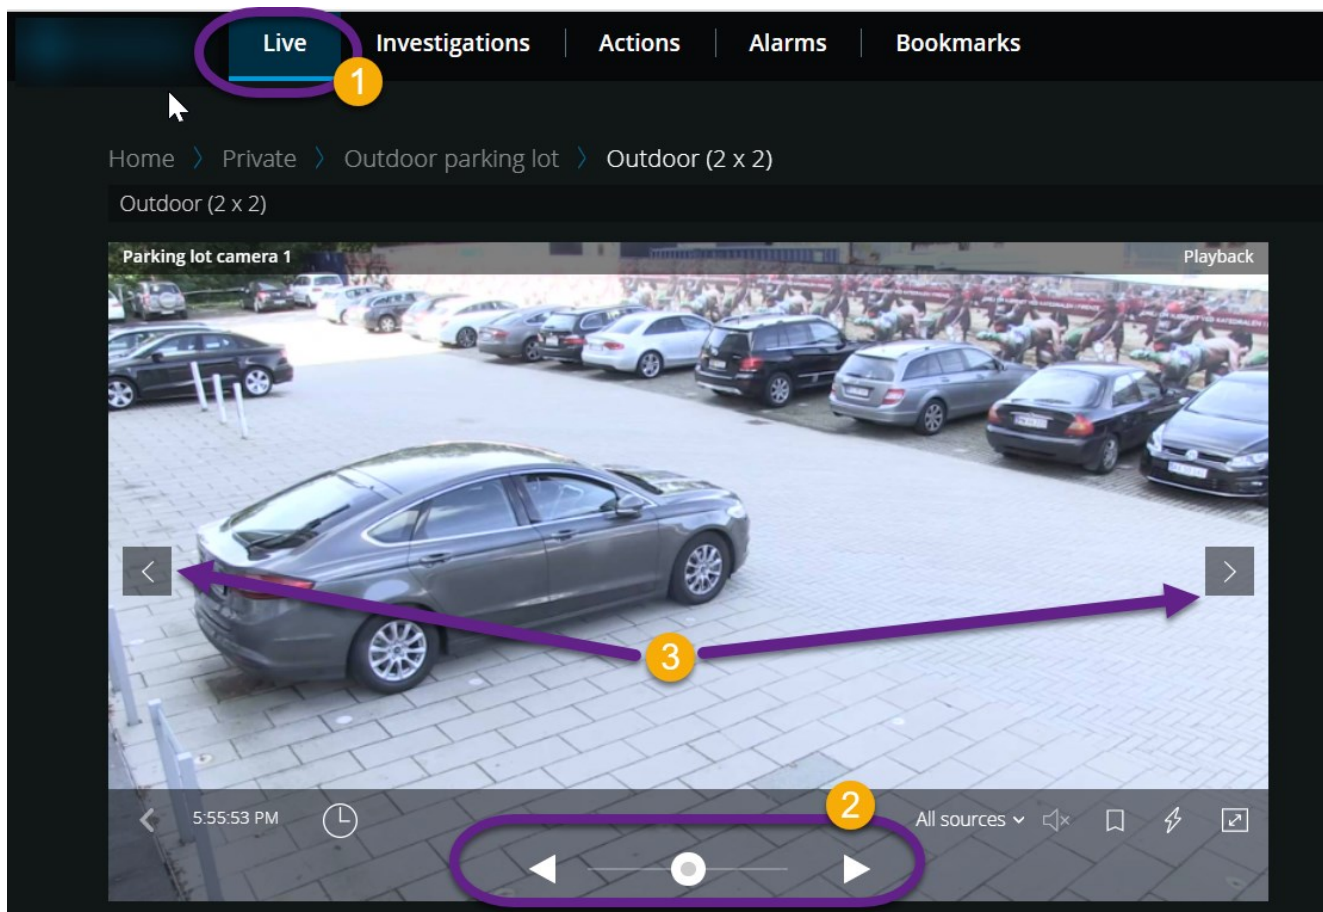 Live Investigations Actions Alarms Bookmarks
1
Home > Private > Outdoor parking lot > Outdoor (2 x 2)
Outdoor (2 x 2)
Parking lot camera 1 Playback
3
2
5:55:53 PM All sources